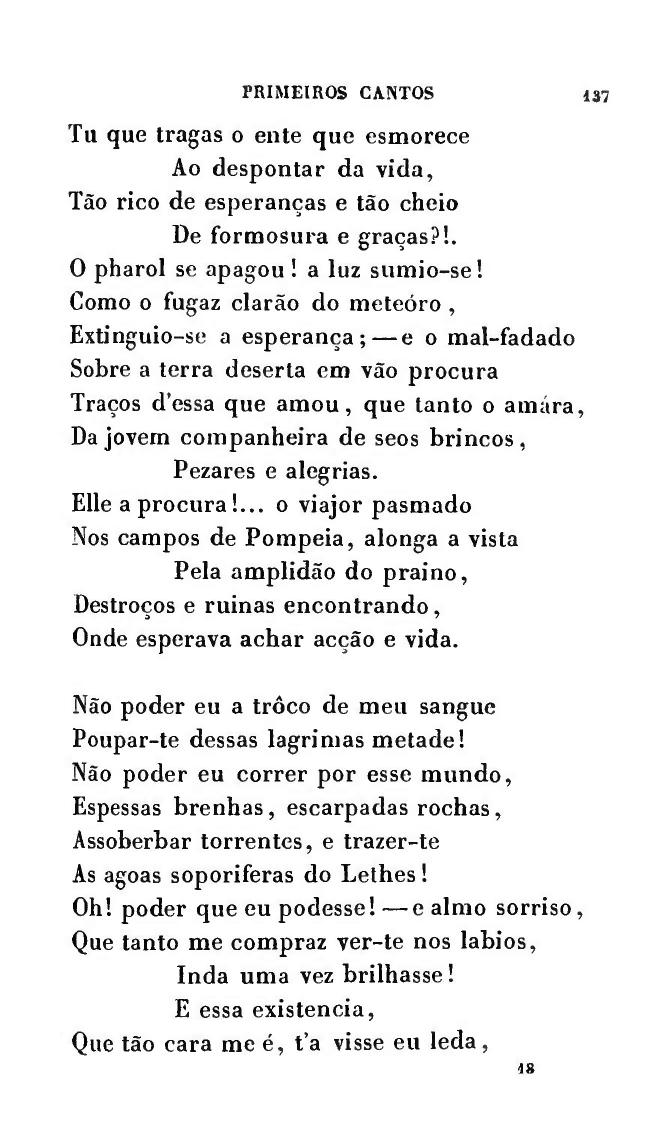 PRIMEIROS CANTOS 137
Tu que tragas o ente que esmorece
Ao despontar da vida,
Tão rico de esperanças e tão cheio
De formosura e graças?!.
O pharol se apagou! a luz sumio-se!
Como o fugaz clarão do meteóro,
Extinguio-se a esperança; — e o mal-fadado
Sobre a terra deserta em vão procura
Traços d'essa que amou, que tanto o amára,
Da jovem companheira de seos brincos,
Pezares e alegrias.
Elle a procura!... o viajor pasmado
Nos campos de Pompeia, alonga a vista
Pela amplidão do praino,
Destroços e ruinas encontrando,
Onde esperava achar acção e vida.

Não poder eu a trôco de meu sangue
Poupar-te dessas lagrimas metade!
Não poder eu correr por esse mundo,
Espessas brenhas, escarpadas rochas,
Assoberbar torrentes, e trazer-te
As agoas soporiferas do Lethes!
Oh! poder que eu podesse! — e almo sorriso,
Que tanto me compraz ver-te nos labios,
Inda uma vez brilhasse!
E essa existencia,
Que tão cara me é, t'a visse eu leda,
18